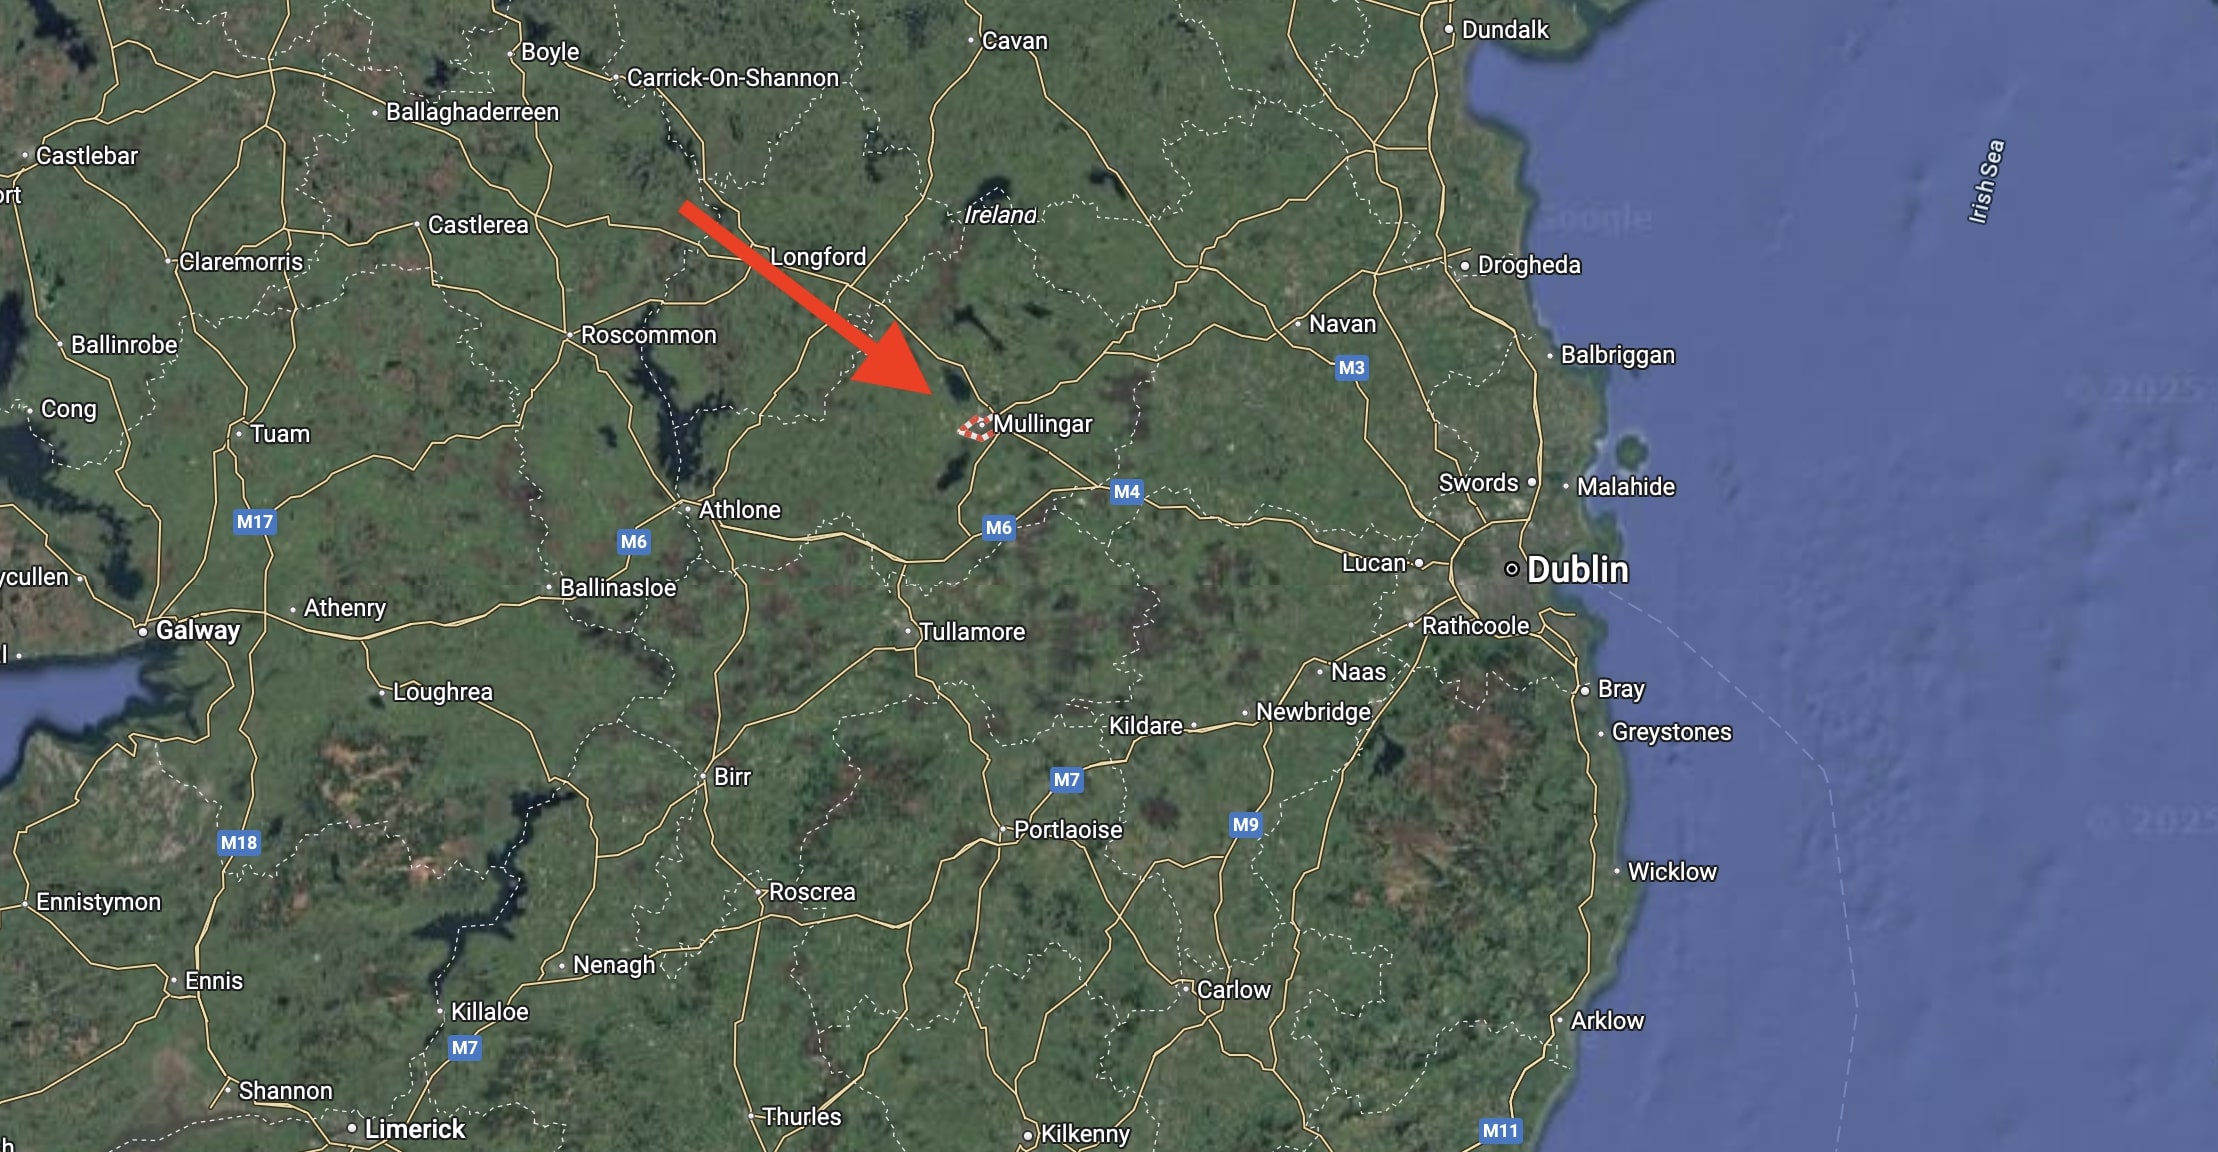 Dundalk
Cavan
Boyle
Carrick-On-Shannon
Ballaghaderreen
Castlebar
ort
Irish Sea
Ireland
Google
Castlerea
Longford
Claremorris
Drogheda
Navan
Roscommon
Ballinrobe
Balbriggan
M3
© 2025
Cong
Mullingar
Tuam
Swords
Malahide
M4
Athlone
M17
M6
M6
Lucan
Dublin
ycullen
Ballinasloe
Athenry
Galway
Tullamore
Rathcoole
l
Naas
Loughrea
Bray
Newbridge
Kildare
Greystones
Birr
M7
© 2025
M9
Portlaoise
M18
Wicklow
Roscrea
Ennistymon
Nenagh
Ennis
Carlow
Killaloe
Arklow
M7
Shannon
Thurles
Limerick
Kilkenny
M11
h